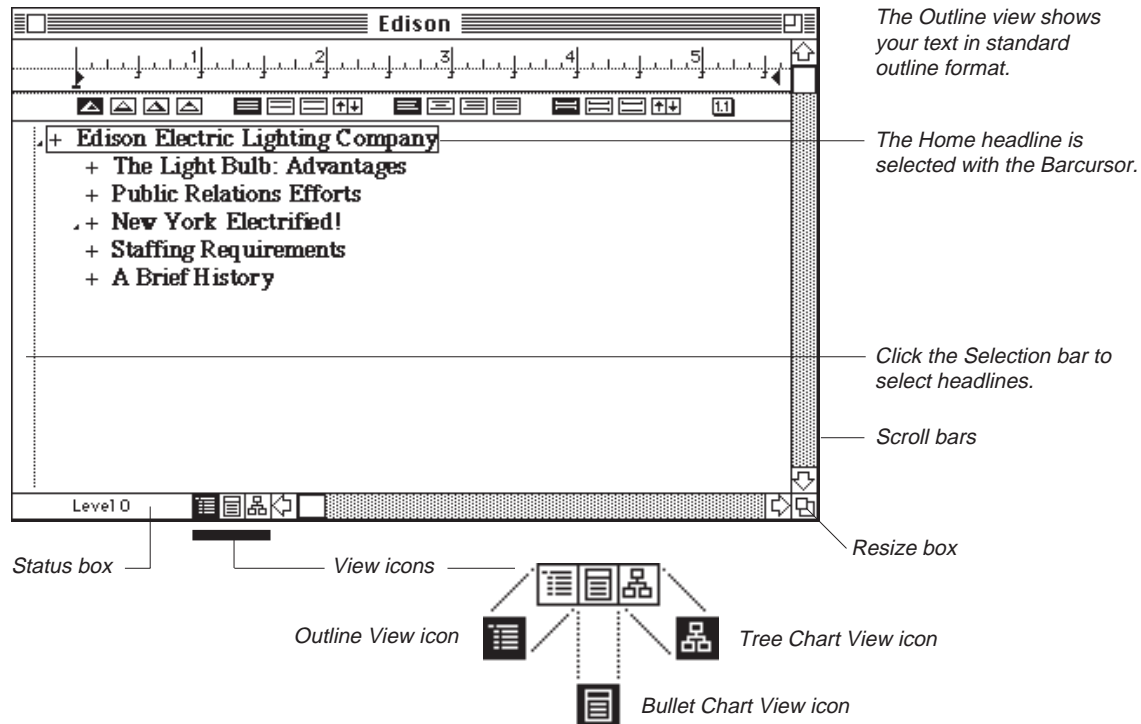 Edison
The Outline view shows
your text in standard
outline format.
1 2 3 4 5
1.1
+ Edison Electric Lighting Company
The Home headline is
selected with the Barcursor.
+ The Light Bulb: Advantages
+ Public Relations Efforts
+ New York Electrified!
+ Staffing Requirements
+ A Brief History
Click the Selection bar to
select headlines.
Scroll bars
Level 0
Resize box
Status box
View icons
Outline View icon
Tree Chart View icon
Bullet Chart View icon